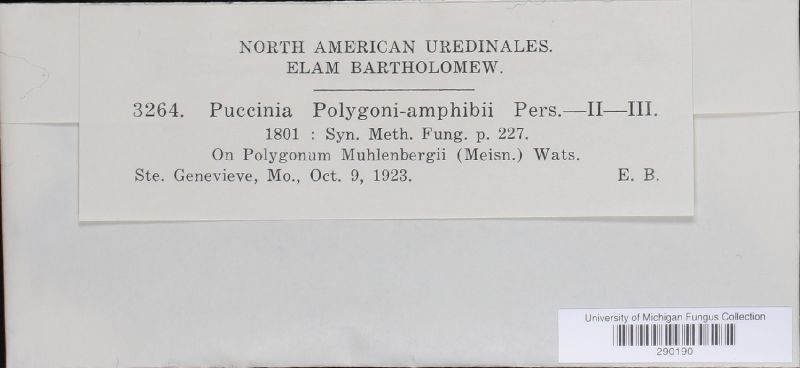 NORTH AMERICAN UREDINALES.
ELAM BARTHOLOMEW.
3264. Puccinia Polygoni-amphibii Pers.—II—III.
1801 : Syn. Meth. Fung. p. 227.
On Polygonum Muhlenbergii (Meisn.) Wats.
Ste. Genevieve, Mo., Oct. 9, 1923. E. B.
University of Michigan Fungus Collection
290190